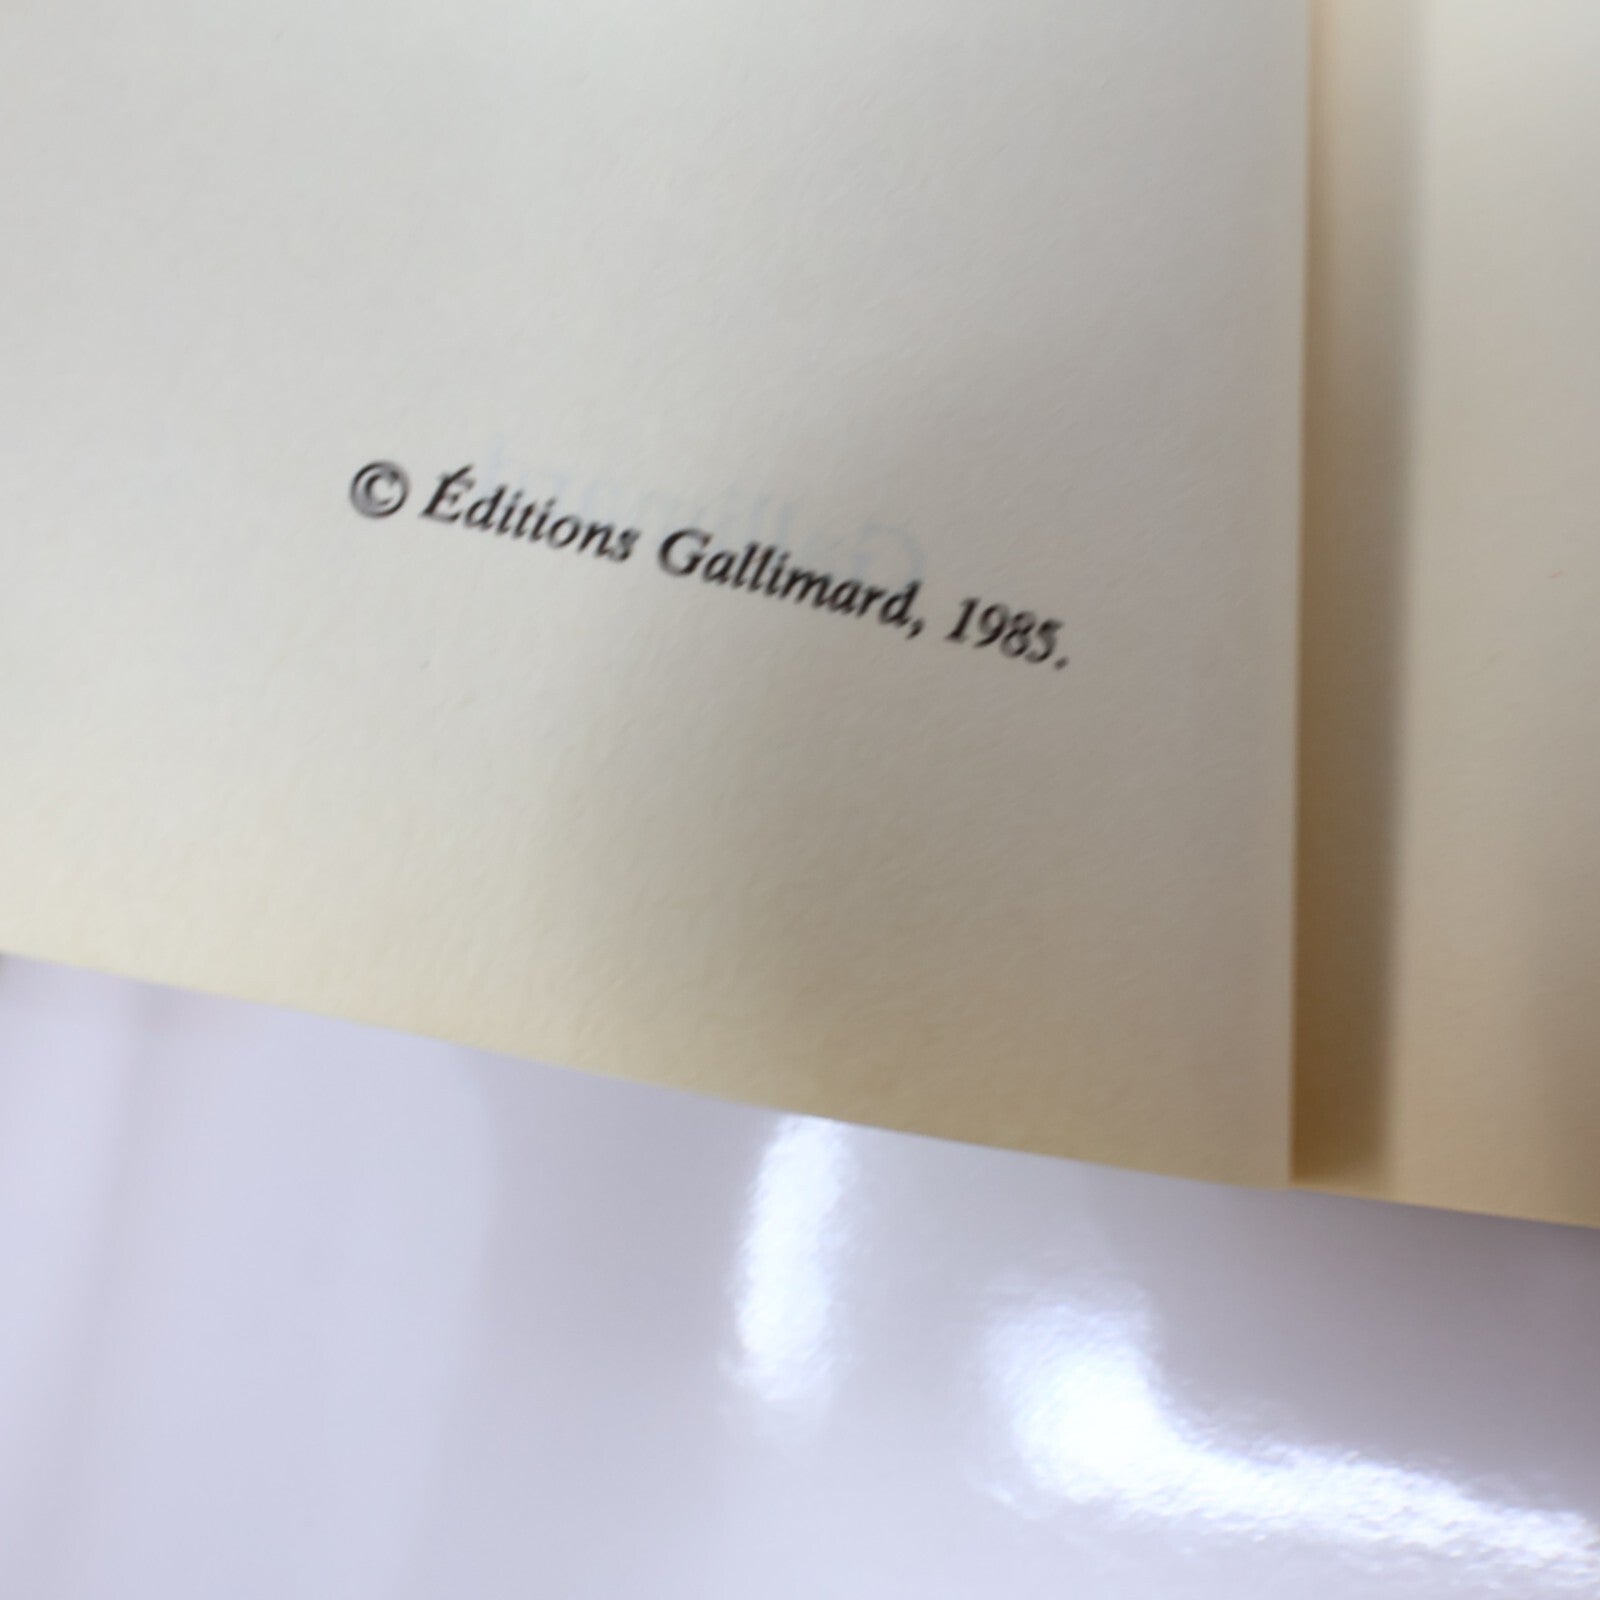 © Éditions Gallimard, 1985.